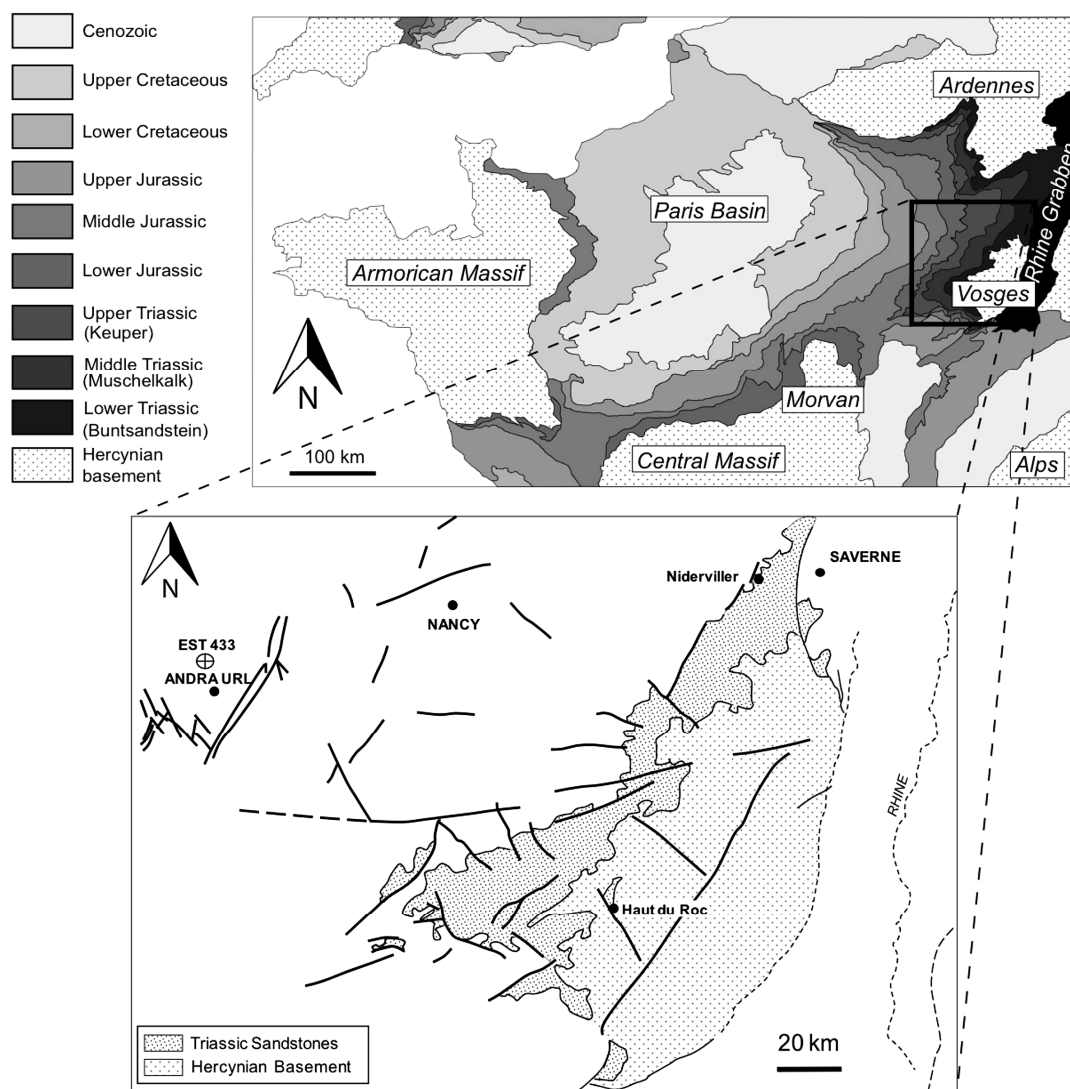 Cenozoic
Upper Cretaceous
Lower Cretaceous
Upper Jurassic
Middle Jurassic
Lower Jurassic
Upper Triassic
(Keuper)
Middle Triassic
(Muschelkalk)
Lower Triassic
(Buntsandstein)
Hercynian
basement
Ardennes
Rhine Grabben
Paris Basin
Armorican Massif
Vosges
N
Morvan
100 km
Central Massif
Alps
N
Niderviller
SAVERNE
NANCY
EST 433
ANDRA URL
RHINE
Haut du Roc
Triassic Sandstones
Hercynian Basement
20 km